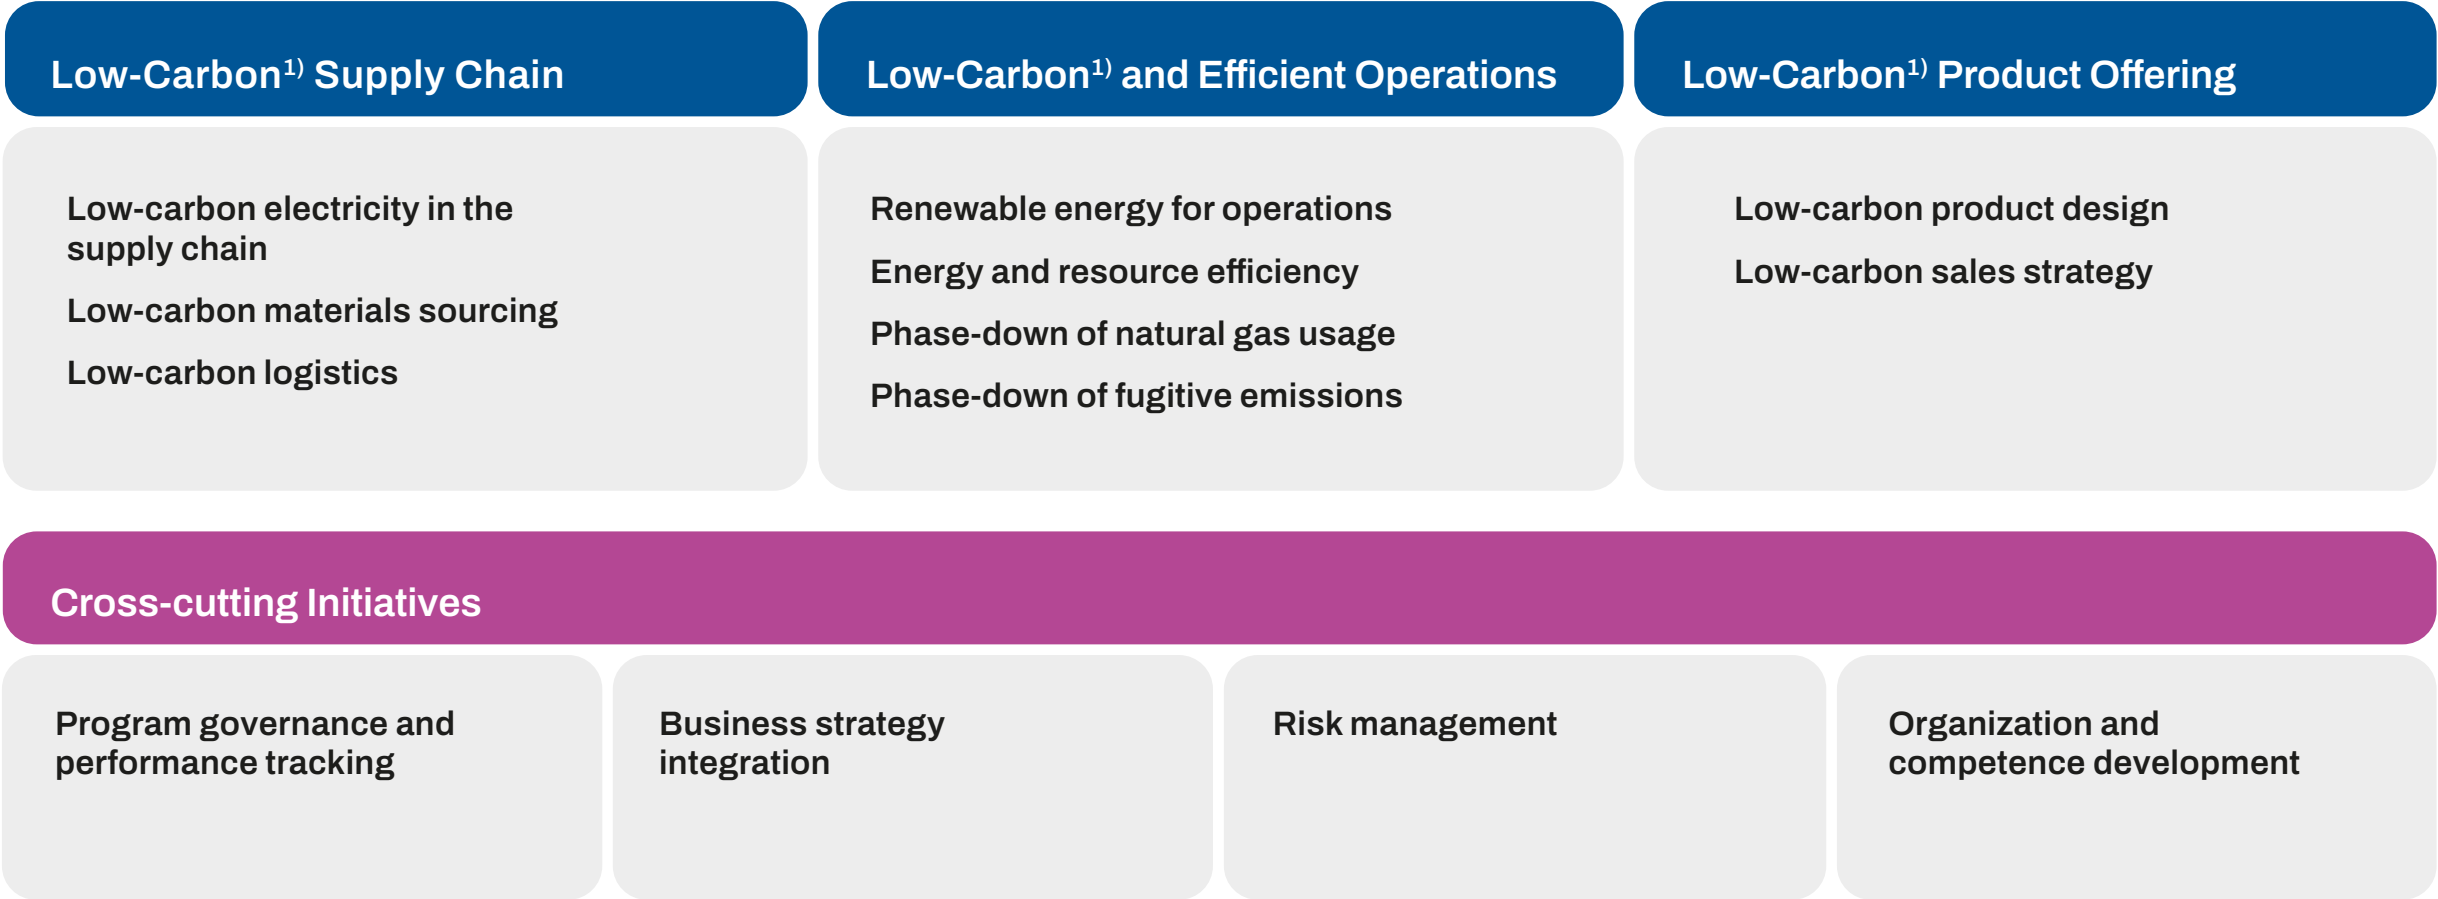 Low-Carbon¹⁾ Supply Chain
Low-carbon electricity in the
supply chain
Low-carbon materials sourcing
Low-carbon logistics
Low-Carbon¹⁾ and Efficient Operations
Renewable energy for operations
Energy and resource efficiency
Phase-down of natural gas usage
Phase-down of fugitive emissions
Low-Carbon¹⁾ Product Offering
Low-carbon product design
Low-carbon sales strategy
Cross-cutting Initiatives
Program governance and
performance tracking
Business strategy
integration
Risk management
Organization and
competence development